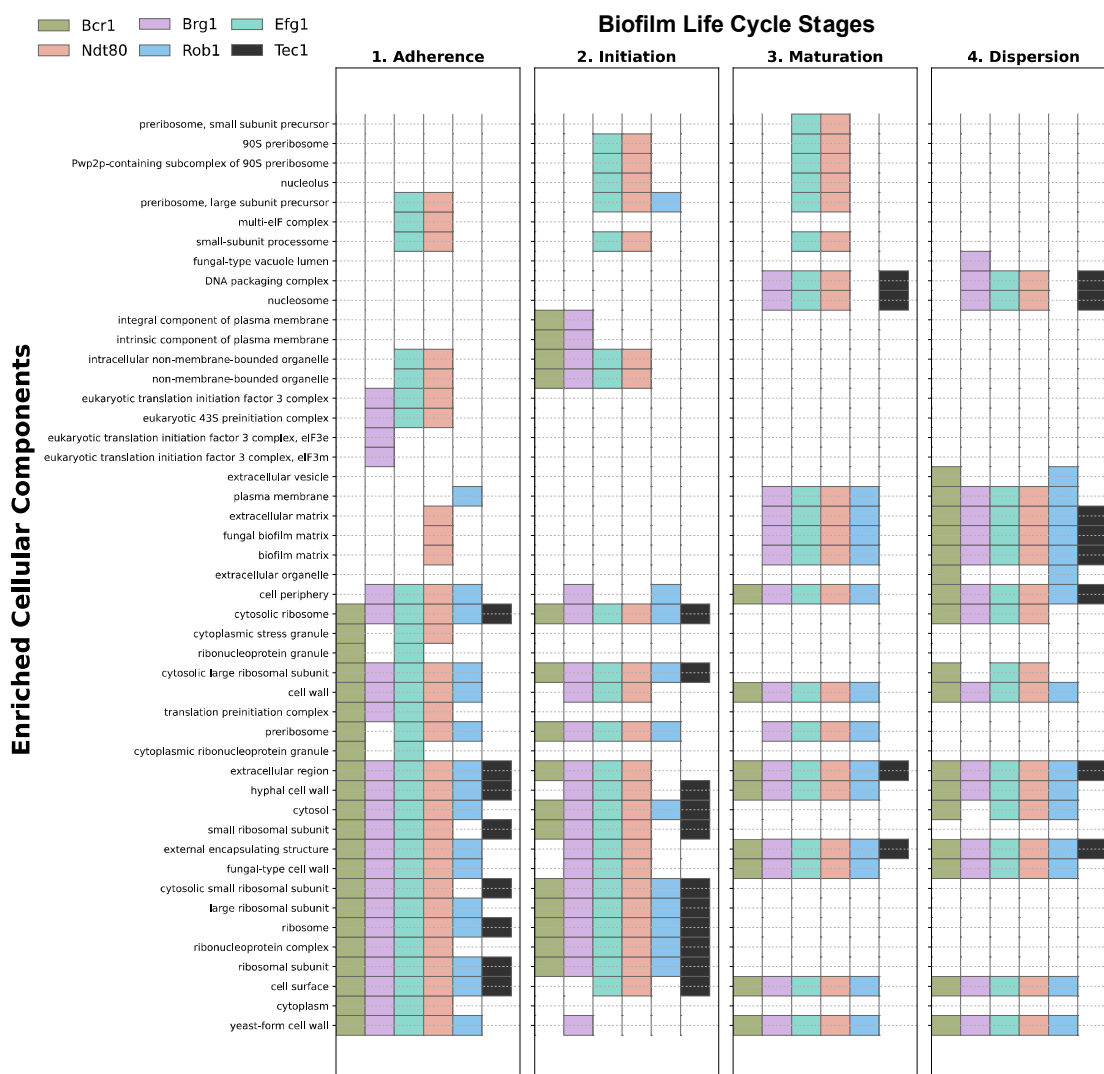 Biofilm Life Cycle Stages
Bcr1 Brg1 Efg1
Ndt80 Rob1 Tec1
1. Adherence 2. Initiation 3. Maturation 4. Dispersion
Enriched Cellular Components
preribosome, small subunit precursor
90S preribosome
Pwp2p-containing subcomplex of 90S preribosome
nucleolus
preribosome, large subunit precursor
multi-eIF complex
small-subunit processome
fungal-type vacuole lumen
DNA packaging complex
nucleosome
integral component of plasma membrane
intrinsic component of plasma membrane
intracellular non-membrane-bounded organelle
non-membrane-bounded organelle
eukaryotic translation initiation factor 3 complex
eukaryotic 43S preinitiation complex
eukaryotic translation initiation factor 3 complex, eIF3e
eukaryotic translation initiation factor 3 complex, eIF3m
extracellular vesicle
plasma membrane
extracellular matrix
fungal biofilm matrix
biofilm matrix
extracellular organelle
cell periphery
cytosolic ribosome
cytoplasmic stress granule
ribonucleoprotein granule
cytosolic large ribosomal subunit
cell wall
translation preinitiation complex
preribosome
cytoplasmic ribonucleoprotein granule
extracellular region
hyphal cell wall
cytosol
small ribosomal subunit
external encapsulating structure
fungal-type cell wall
cytosolic small ribosomal subunit
large ribosomal subunit
ribosome
ribonucleoprotein complex
ribosomal subunit
cell surface
cytoplasm
yeast-form cell wall